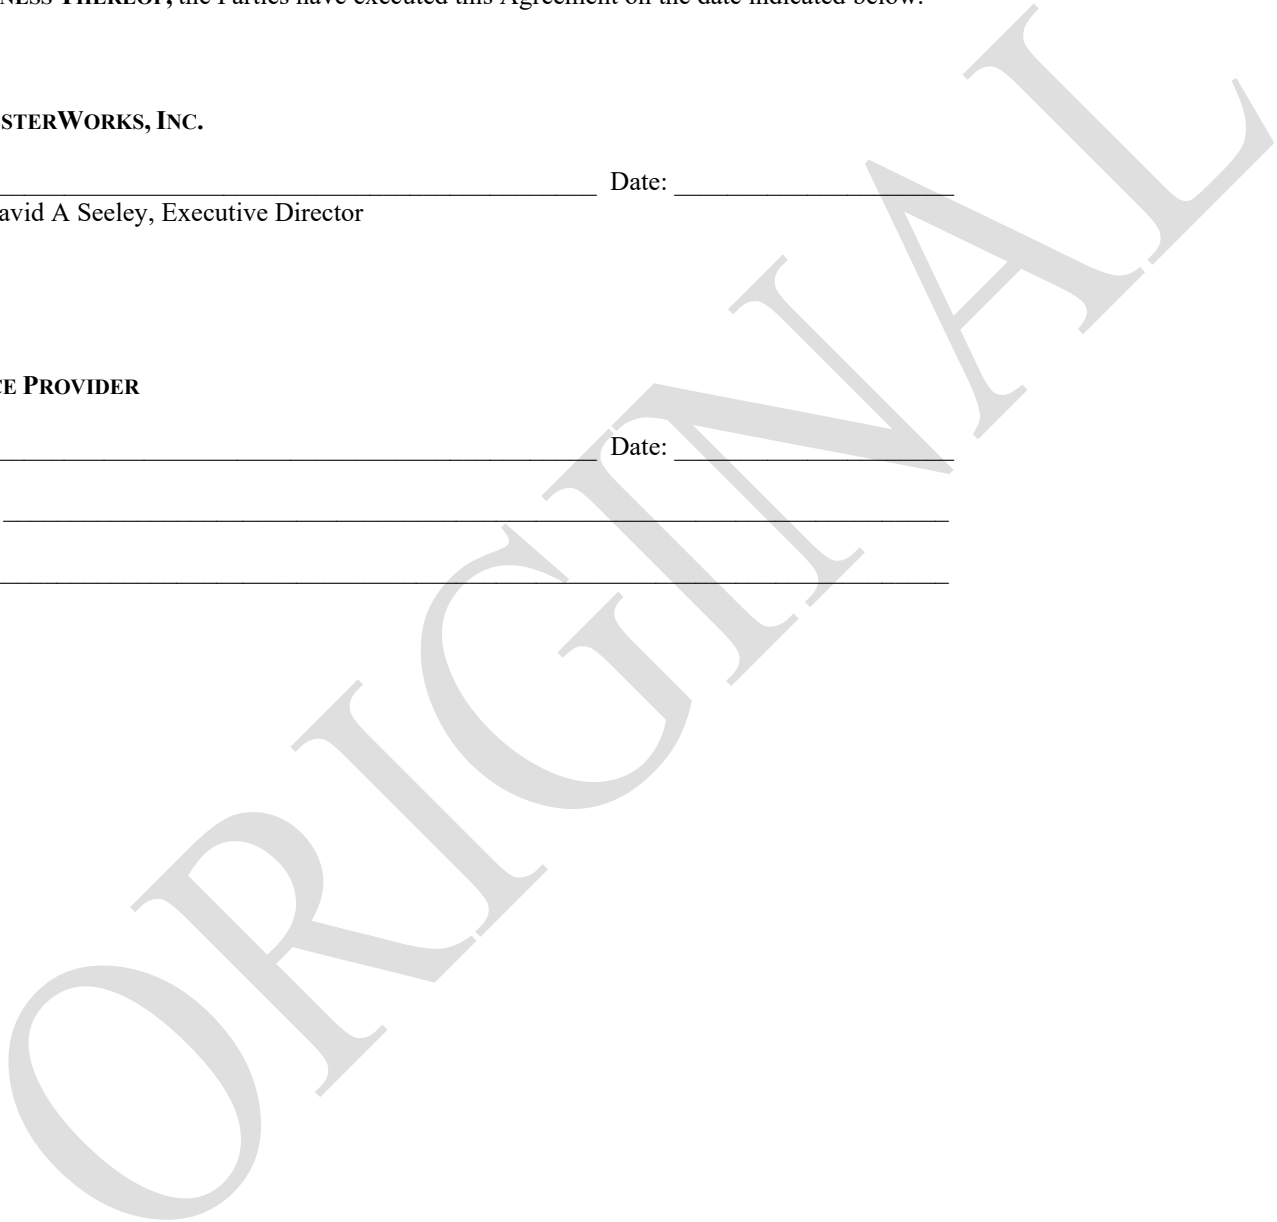 NESS THEREOF, the Parties have executed this Agreement on the date indicated below.
STERWORKS, INC.
Date:
avid A Seeley, Executive Director
CE PROVIDER
Date:
ORIGINAL